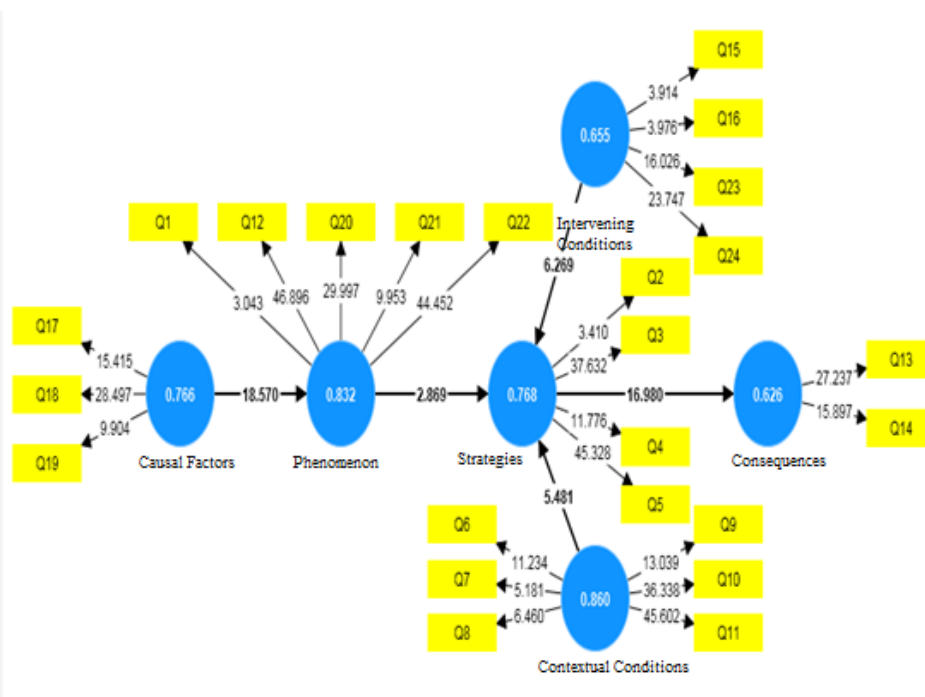 Q15
3.914
Q16
3.976
0.655
16.026
Q23
23.747
Q1
Q12
Q20
Q21
Q22
Intervening
Conditions
Q24
6.269
Q2
3.043
46.896
29.997
9.953
44.452
3.410
Q3
37.632
Q17
15.415
Q18
28.497
0.766
18.570
0.832
2.869
0.768
16.980
0.626
27.237
Q13
15.897
Q14
9.904
Q19
11.776
Q4
45.328
Q5
Causal Factors
Phenomenon
Strategies
Consequences
5.481
Q6
11.234
Q7
5.181
Q8
6.460
0.860
13.039
Q9
36.338
Q10
45.602
Q11
Contextual Conditions